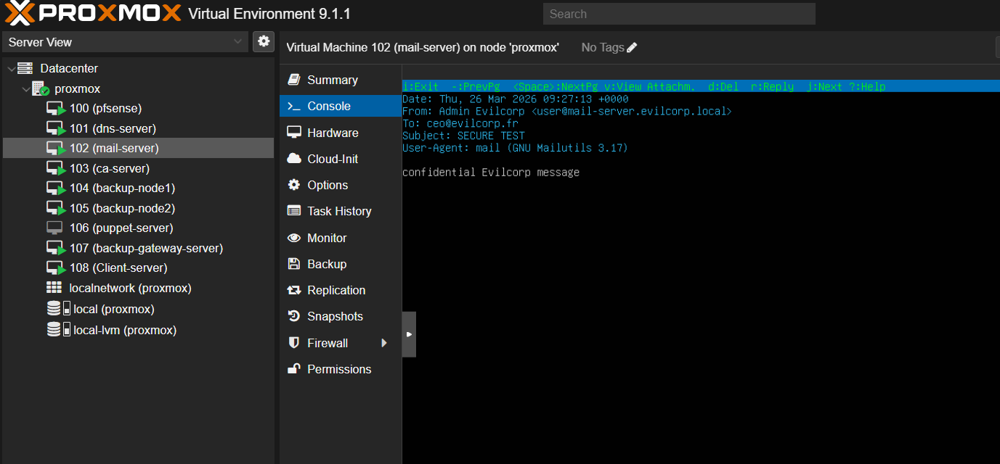 PROXMOX Virtual Environment 9.1.1
Search
Server View
Datacenter
proxmox
100 (pfsense)
101 (dns-server)
102 (mail-server)
103 (ca-server)
104 (backup-node1)
105 (backup-node2)
106 (puppet-server)
107 (backup-gateway-server)
108 (Client-server)
localnetwork (proxmox)
local (proxmox)
local-lvm (proxmox)
Virtual Machine 102 (mail-server) on node 'proxmox'
No Tags
Summary
Console
Hardware
Cloud-Init
Options
Task History
Monitor
Backup
Replication
Snapshots
Firewall
Permissions
i:Exit -:PrevPg <Space>:NextPg v:View Attachm. d:Del r:Reply j:Next ?:Help
Date: Thu, 26 Mar 2026 09:27:13 +0000
From: Admin Evilcorp <user@mail-server.evilcorp.local>
To: ceo@evilcorp.fr
Subject: SECURE TEST
User-Agent: mail (GNU Mailutils 3.17)
confidential Evilcorp message